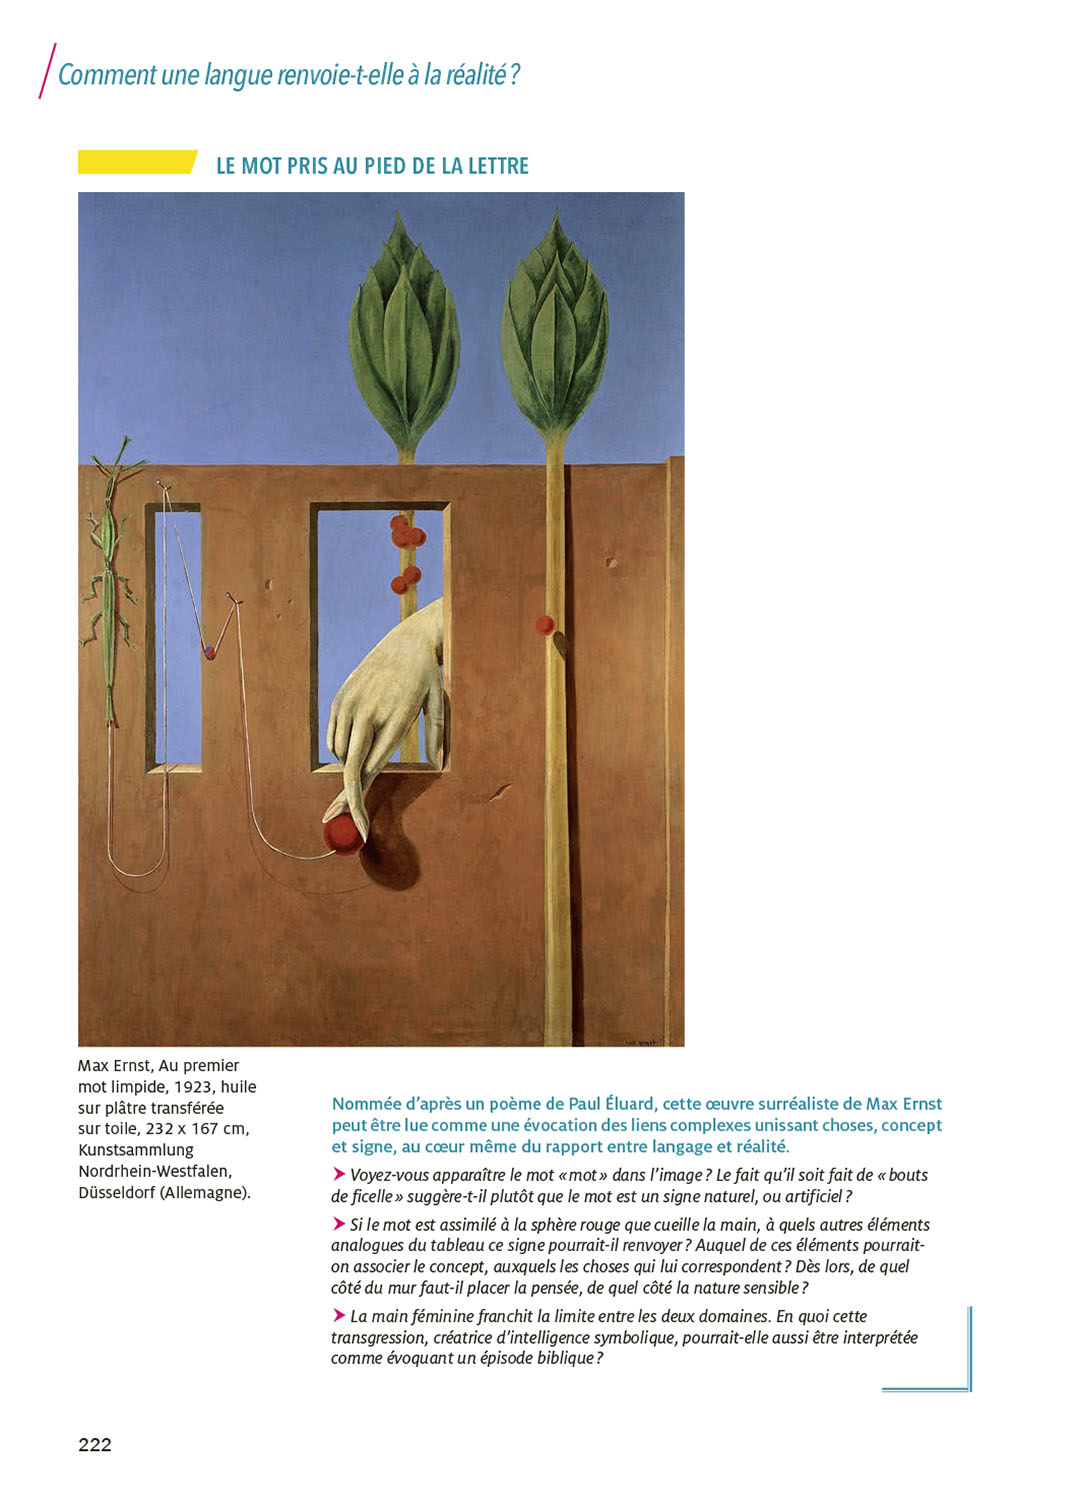 Comment une langue renvoie-t-elle à la réalité ?
LE MOT PRIS AU PIED DE LA LETTRE
Max Ernst, Au premier
mot limpide, 1923, huile
sur plâtre transférée
sur toile, 232 x 167 cm,
Kunstsammlung
Nordrhein-Westfalen,
Düsseldorf (Allemagne).
Nommée d’après un poème de Paul Éluard, cette œuvre surréaliste de Max Ernst
peut être lue comme une évocation des liens complexes unissant choses, concept
et signe, au cœur même du rapport entre langage et réalité.
➤ Voyez-vous apparaître le mot « mot » dans l’image ? Le fait qu’il soit fait de « bouts
de ficelle » suggère-t-il plutôt que le mot est un signe naturel, ou artificiel ?
➤ Si le mot est assimilé à la sphère rouge que cueille la main, à quels autres éléments
analogues du tableau ce signe pourrait-il renvoyer ? Auquel de ces éléments pourrait-
on associer le concept, auxquels les choses qui lui correspondent ? Dès lors, de quel
côté du mur faut-il placer la pensée, de quel côté la nature sensible ?
➤ La main féminine franchit la limite entre les deux domaines. En quoi cette
transgression, créatrice d’intelligence symbolique, pourrait-elle aussi être interprétée
comme évoquant un épisode biblique ?
222